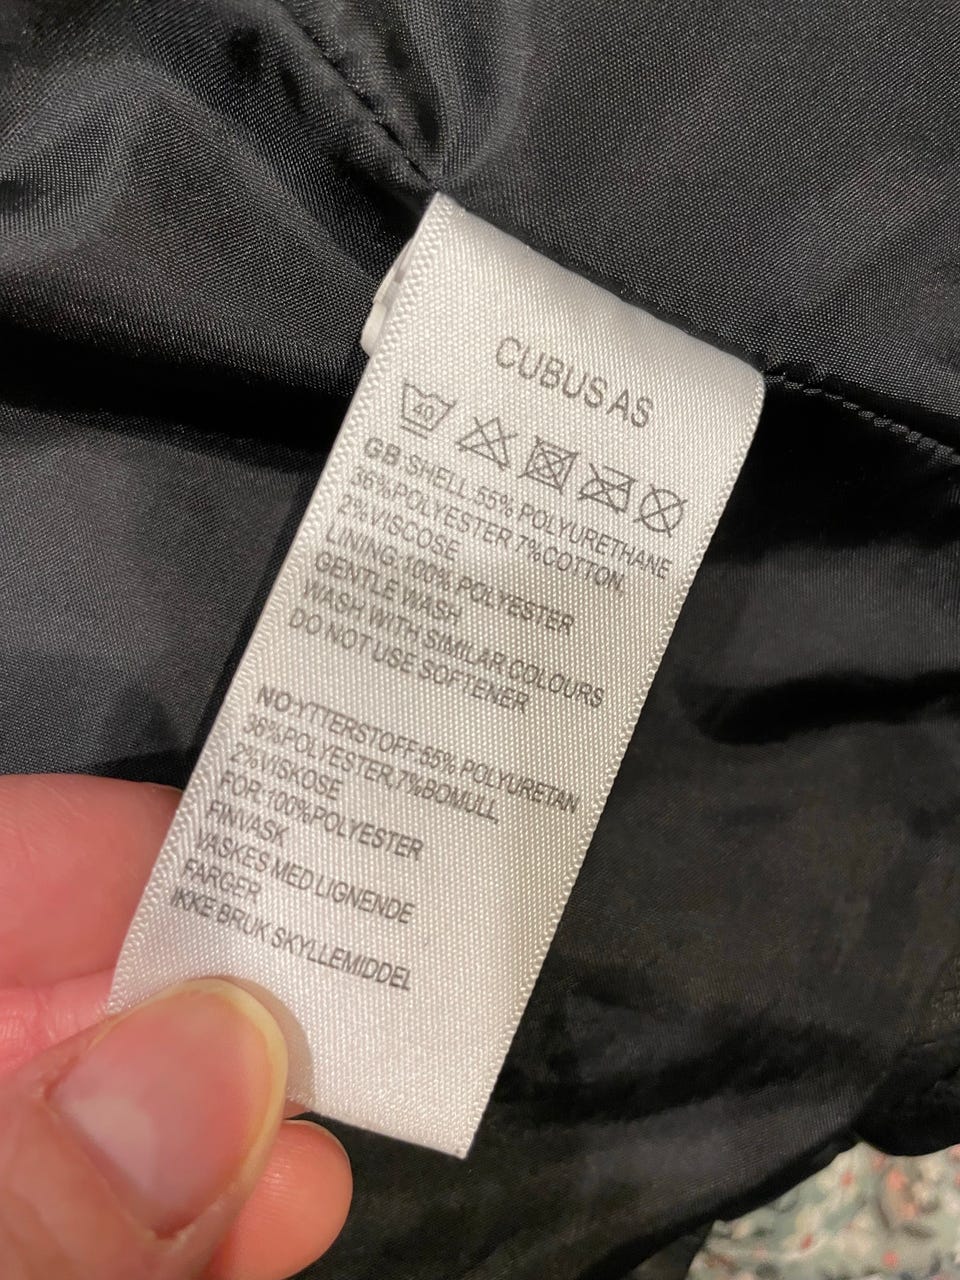 CUBUS AS
40
GB:SHELL:55% POLYURETHANE
36%POLYESTER,7%COTTON,
2%VISCOSE
LINING:100% POLYESTER
GENTLE WASH
WASH WITH SIMILAR COLOURS
DO NOT USE SOFTENER
NO:YTTERSTOFF:55% POLYURETAN
36%POLYESTER,7%BOMULL
2%VISKOSE
FOR:100%POLYESTER
FINVASK
VASKES MED LIGNENDE
FARGER
IKKE BRUK SKYLLEMIDDEL